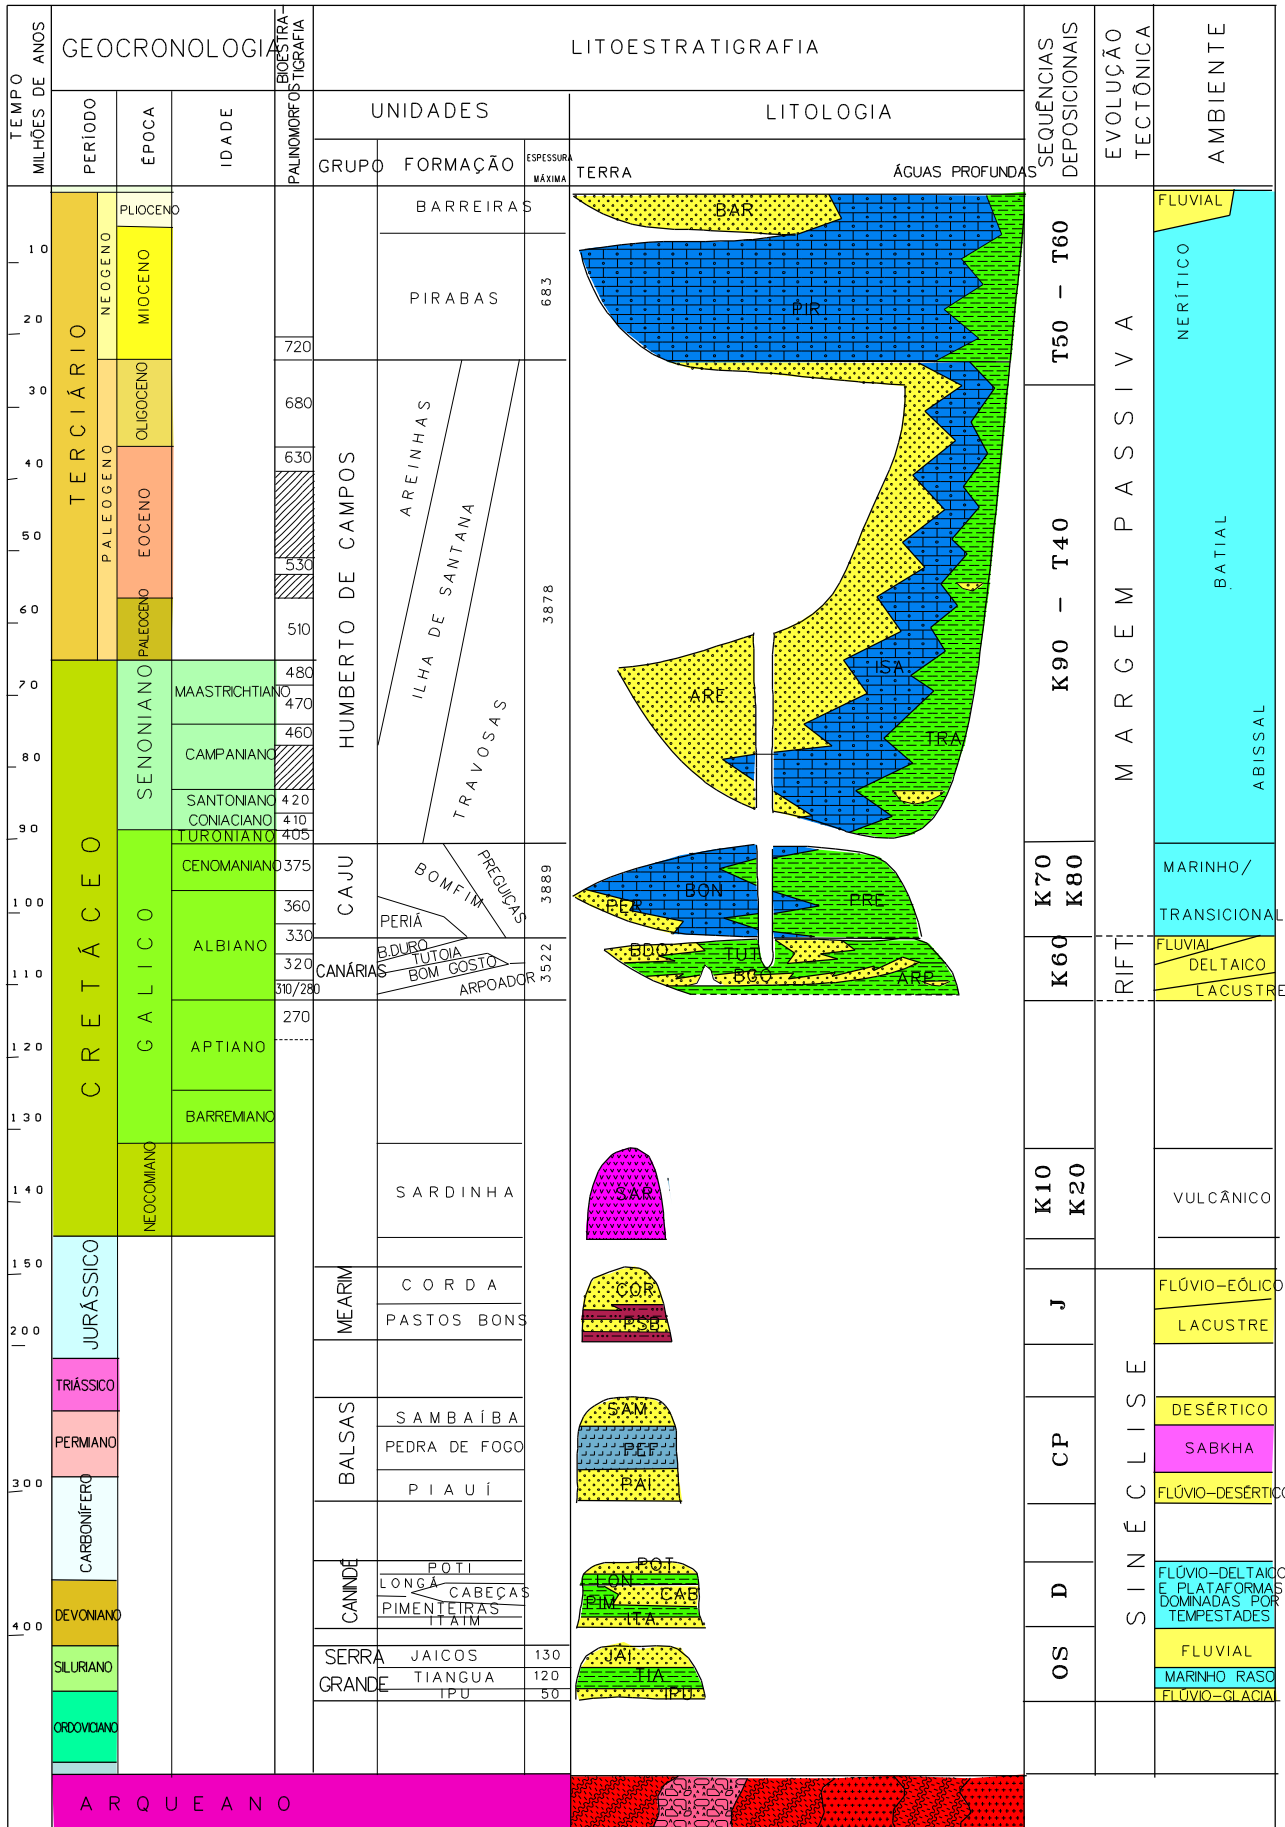 TEMPO
MILHÕES DE ANOS
GEOCRONOLOGIA
PERÍODO
ÉPOCA
IDADE
BIOESTRA-
TIGRAFIA
PALINOMORFOS
LITOESTRATIGRAFIA
UNIDADES
GRUPO
FORMAÇÃO
ESPESSURA
MÁXIMA
LITOLOGIA
TERRA
ÁGUAS PROFUNDAS
SEQUÊNCIAS
DEPOSICIONAIS
EVOLUÇÃO
TECTÔNICA
AMBIENTE
10
20
30
40
50
60
70
80
90
100
110
120
130
140
150
200
300
400
TERCIÁRIO
NEOGENO
PALEOGENO
CRETÁCEO
JURÁSSICO
TRIÁSSICO
PERMIANO
CARBONÍFERO
DEVONIANO
SILURIANO
ORDOVICIANO
ARQUEANO
PLIOCENO
MIOCENO
OLIGOCENO
EOCENO
PALEOCENO
SENONIANO
GALICO
NEOCOMIANO
MAASTRICHTIANO
CAMPANIANO
SANTONIANO
CONIACIANO
TURONIANO
CENOMANIANO
ALBIANO
APTIANO
BARREMIANO
720
680
630
530
510
480
470
460
420
410
405
375
360
330
320
310/280
270
HUMBERTO DE CAMPOS
CAJU
CANÁRIAS
MEARIM
BALSAS
CANINDÉ
SERRA
GRANDE
BARREIRAS
PIRABAS
AREINHAS
ILHA DE SANTANA
TRAVOSAS
BOMFIM
PREGUIÇAS
PERIÁ
B.DURO
TUTOIA
BOM GOSTO
ARPOADOR
SARDINHA
CORDA
PASTOS BONS
SAMBAÍBA
PEDRA DE FOGO
PIAUÍ
POTI
LONGÁ
CABEÇAS
PIMENTEIRAS
ITAIM
JAICOS
TIANGUA
IPU
683
3878
3889
3522
130
120
50
BAR
PIR
ISA
ARE
TRA
BON
PER
PRE
BDO
TUT
BGO
ARP
SAR
COR
PSB
SAM
PEF
PAI
POT
LON
CAB
PIM
ITA
JAI
TIA
IPU
T50 - T60
K90 - T40
K70
K80
K60
K10
K20
J
CP
D
OS
MARGEM PASSIVA
RIFT
SINÉCLISE
FLUVIAL
NERÍTICO
BATIAL
ABISSAL
MARINHO/
TRANSICIONAL
FLUVIAL
DELTAICO
LACUSTRE
VULCÂNICO
FLÚVIO-EÓLICO
LACUSTRE
DESÉRTICO
SABKHA
FLÚVIO-DESÉRTICO
FLÚVIO-DELTAICO
E PLATAFORMAS
DOMINADAS POR
TEMPESTADES
FLUVIAL
MARINHO RASO
FLÚVIO-GLACIAL